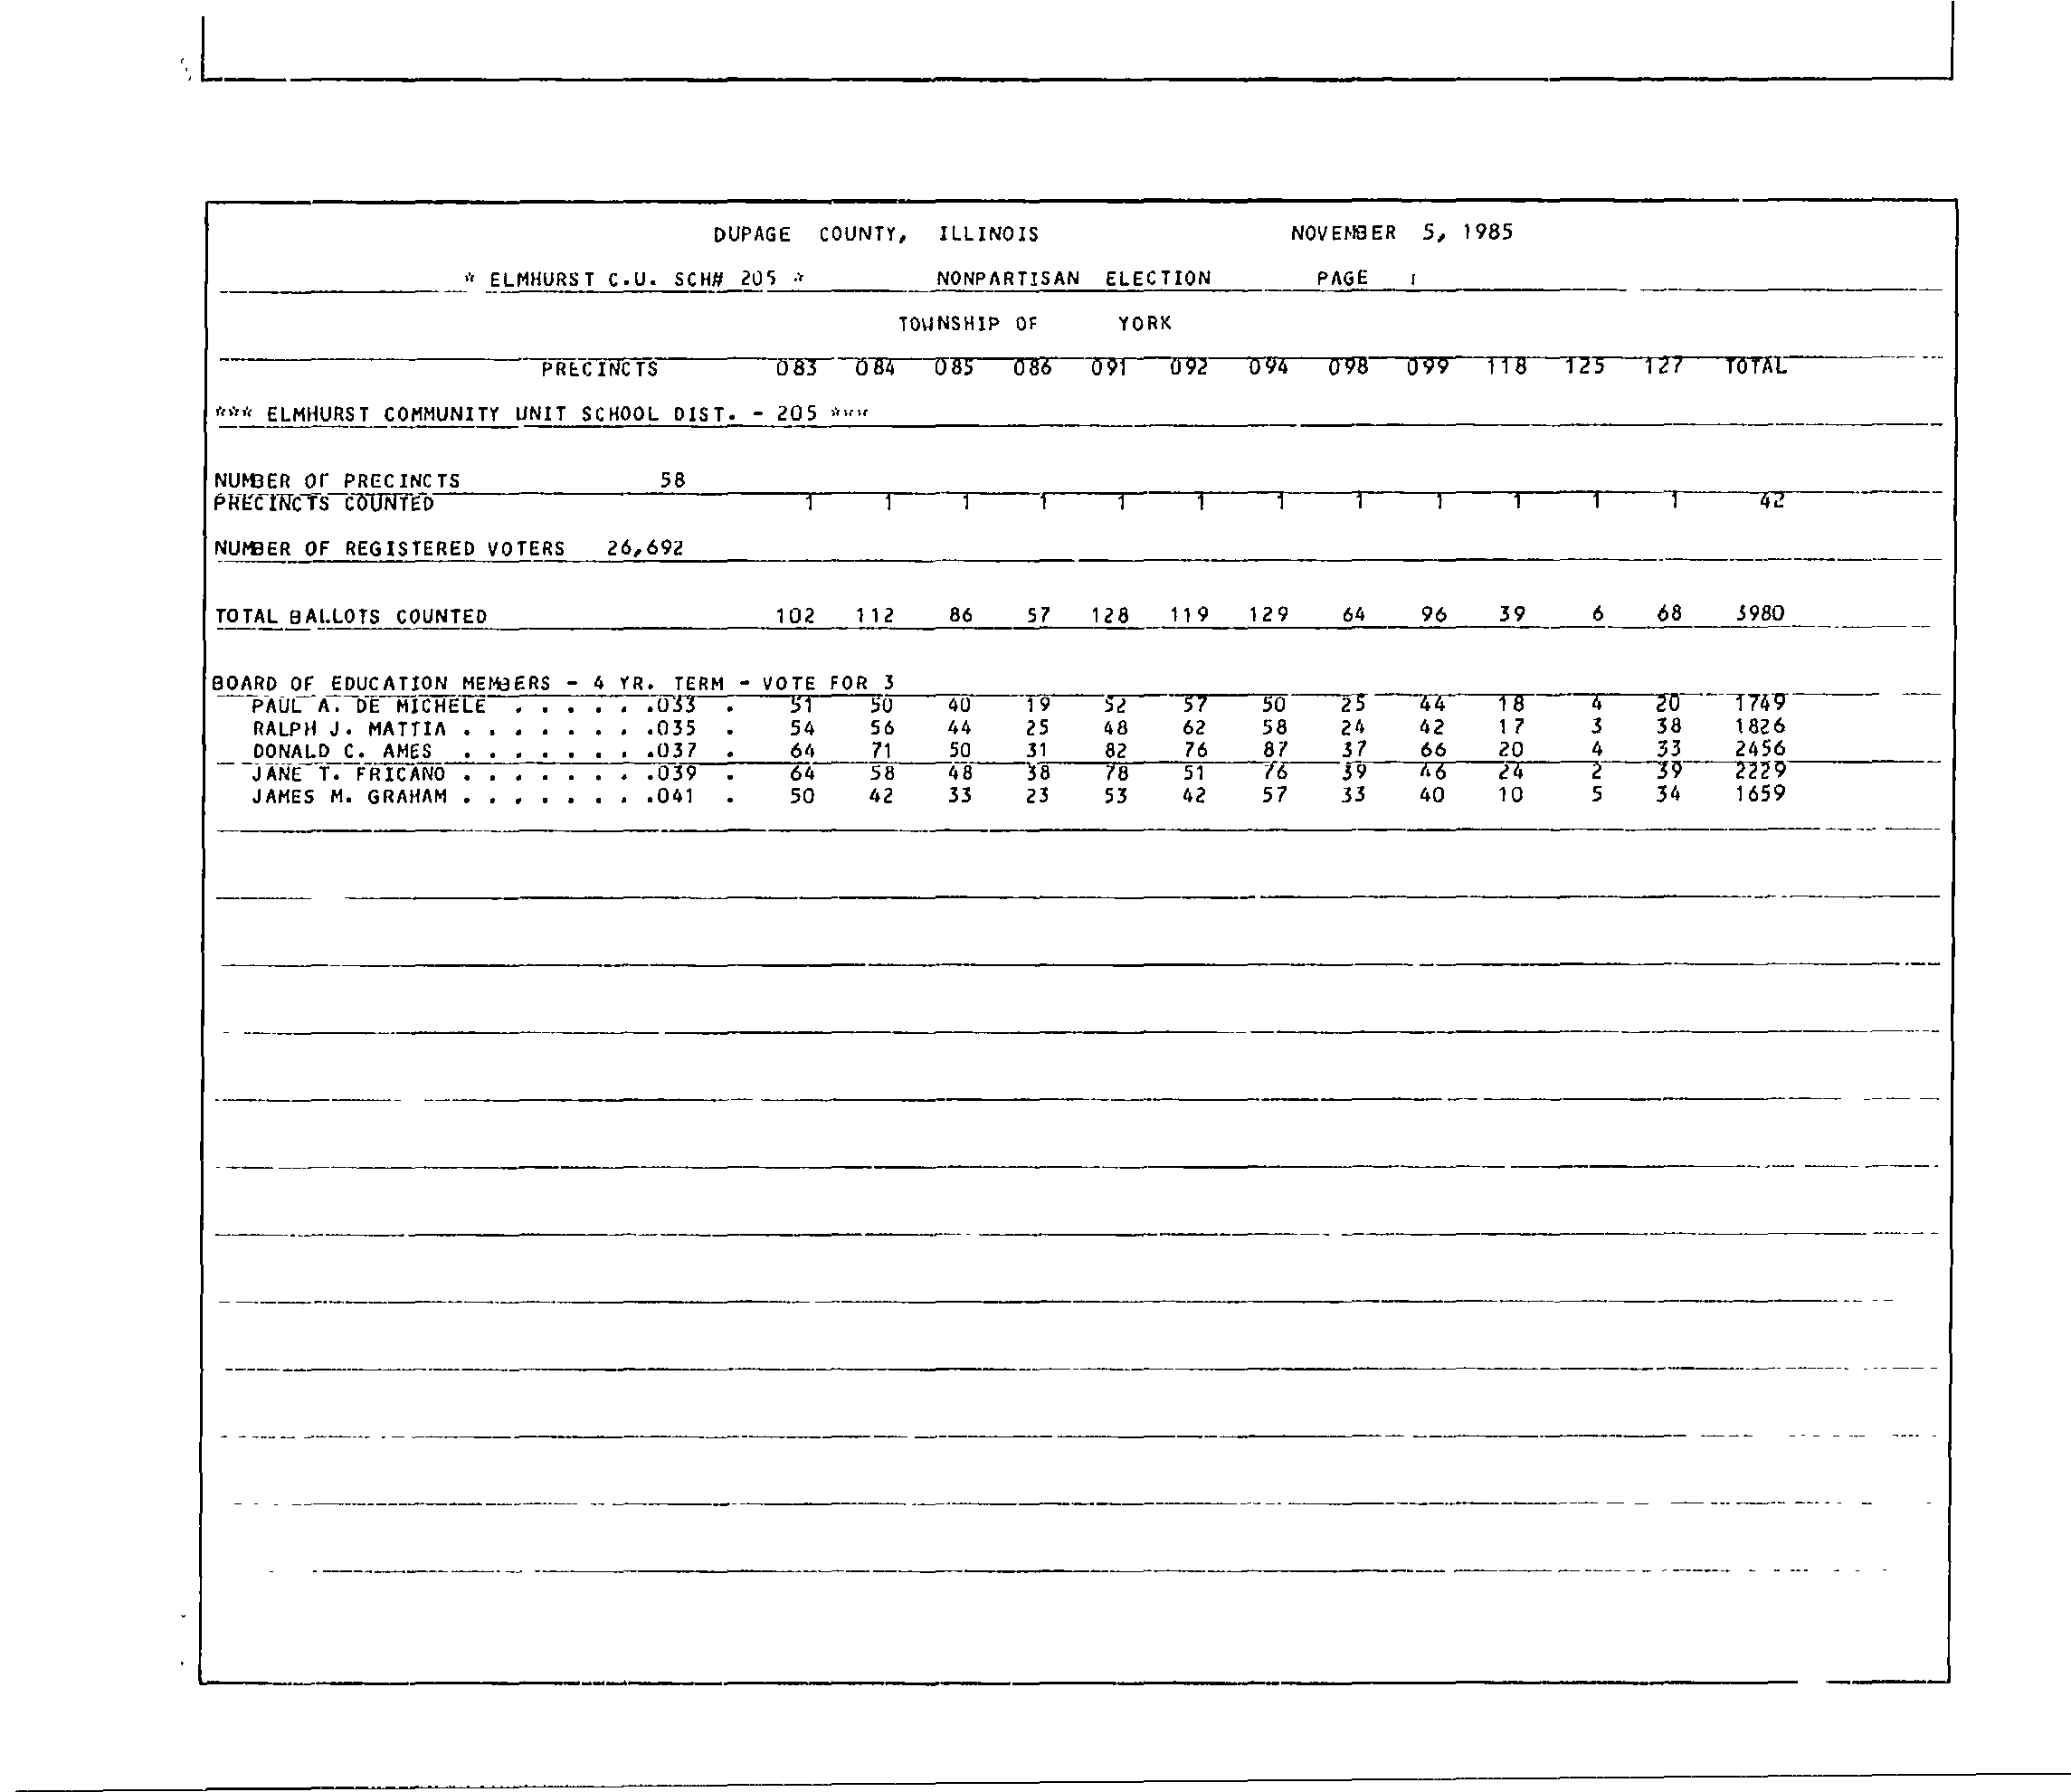 DUPAGE COUNTY, ILLINOIS NOVEMBER 5, 1985
* ELMHURST C.U. SCH# 205 * NONPARTISAN ELECTION PAGE 1
TOWNSHIP OF YORK
PRECINCTS 083 084 085 086 091 092 094 098 099 118 125 127 TOTAL
*** ELMHURST COMMUNITY UNIT SCHOOL DIST. - 205 ***
NUMBER OF PRECINCTS 58
PRECINCTS COUNTED 1 1 1 1 1 1 1 1 1 1 1 1 42
NUMBER OF REGISTERED VOTERS 26,692
TOTAL BALLOTS COUNTED 102 112 86 57 128 119 129 64 96 39 6 68 3980
BOARD OF EDUCATION MEMBERS - 4 YR. TERM - VOTE FOR 3
PAUL A. DE MICHELE . . . . . .033 . 51 50 40 19 52 57 50 25 44 18 4 20 1749
RALPH J. MATTIA . . . . . . . .035 . 54 56 44 25 48 62 58 24 42 17 3 38 1826
DONALD C. AMES . . . . . . . .037 . 64 71 50 31 82 76 87 37 66 20 4 33 2456
JANE T. FRICANO . . . . . . . .039 . 64 58 48 38 78 51 76 39 46 24 2 39 2229
JAMES M. GRAHAM . . . . . . . .041 . 50 42 33 23 53 42 57 33 40 10 5 34 1659